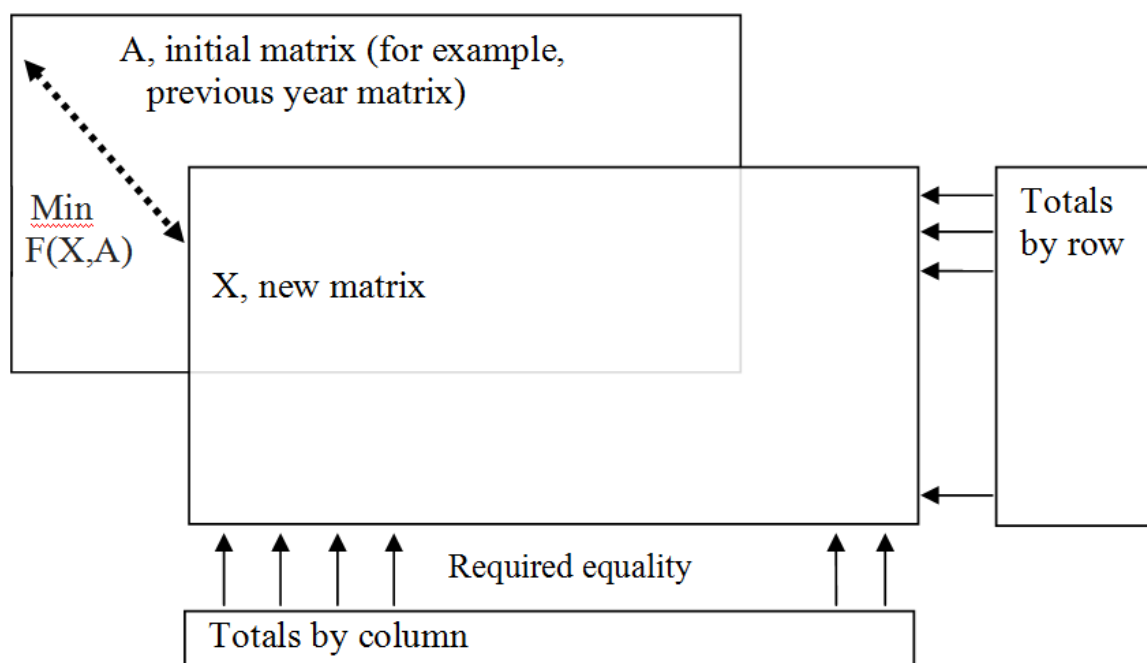 A, initial matrix (for example,
previous year matrix)
Min
F(X,A)
X, new matrix
Totals
by row
Required equality
Totals by column